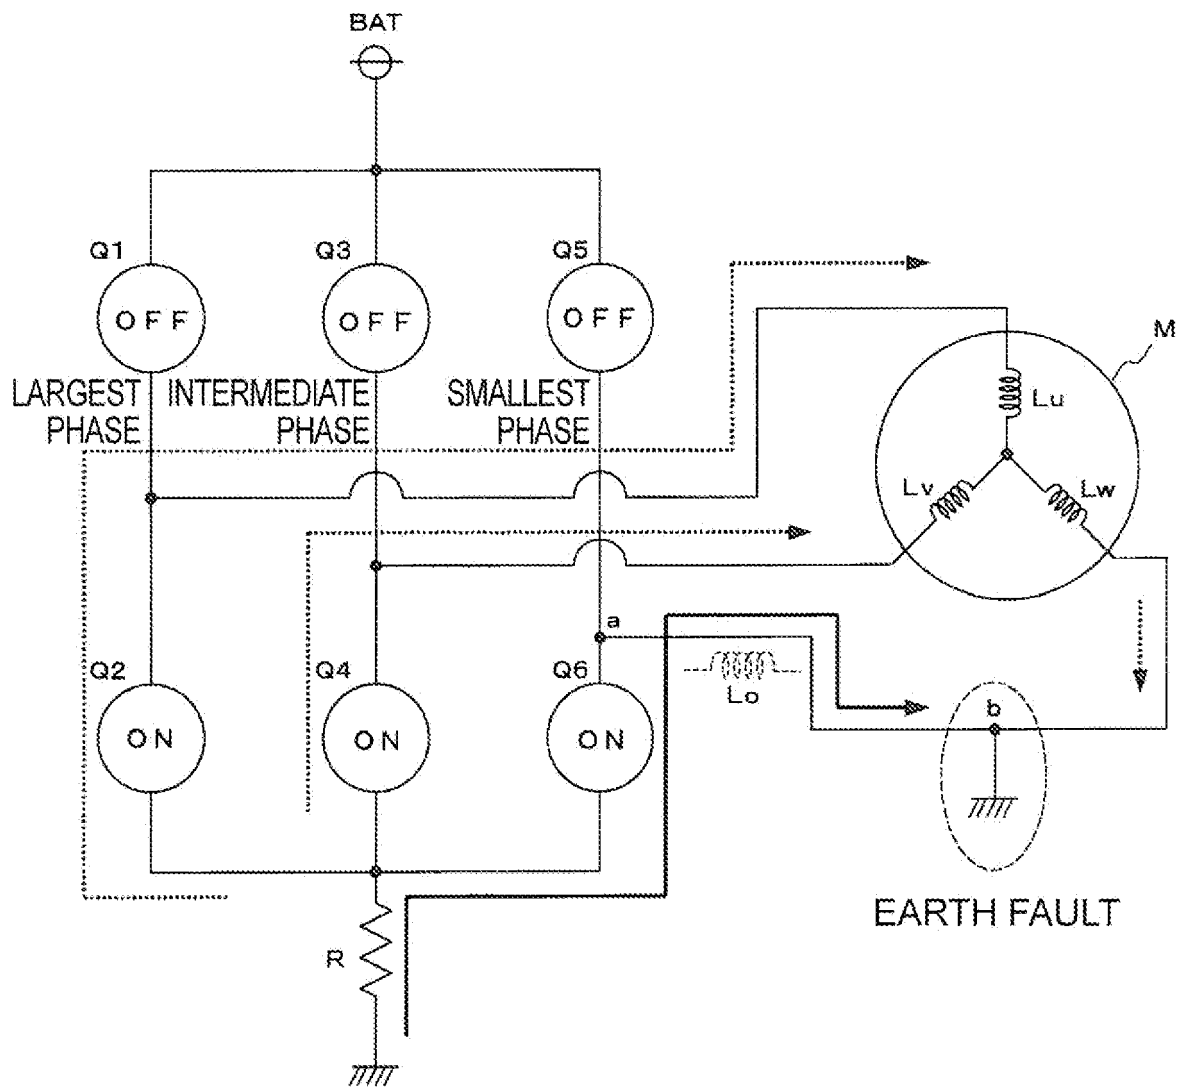 BAT
Q1
Q3
Q5
OFF
OFF
OFF
M
LARGEST
PHASE
INTERMEDIATE
PHASE
SMALLEST
PHASE
Lu
Lv
Lw
a
Q2
Q4
Q6
Lo
b
ON
ON
ON
EARTH FAULT
R